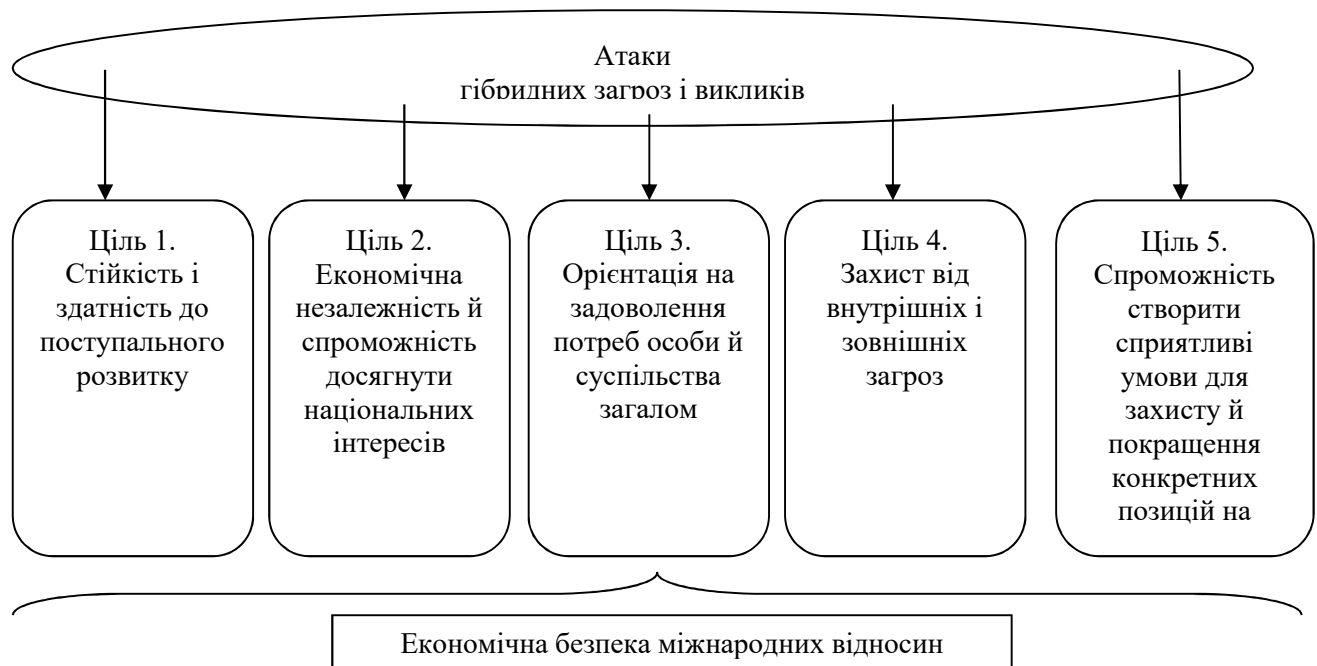 Атаки
гібридних загроз і викликів
Ціль 1.
Стійкість і
здатність до
поступального
розвитку
Ціль 2.
Економічна
незалежність й
спроможність
досягнути
національних
інтересів
Ціль 3.
Орієнтація на
задоволення
потреб особи й
суспільства
загалом
Ціль 4.
Захист від
внутрішніх і
зовнішніх
загроз
Ціль 5.
Спроможність
створити
сприятливі
умови для
захисту й
покращення
конкретних
позицій на
Економічна безпека міжнародних відносин